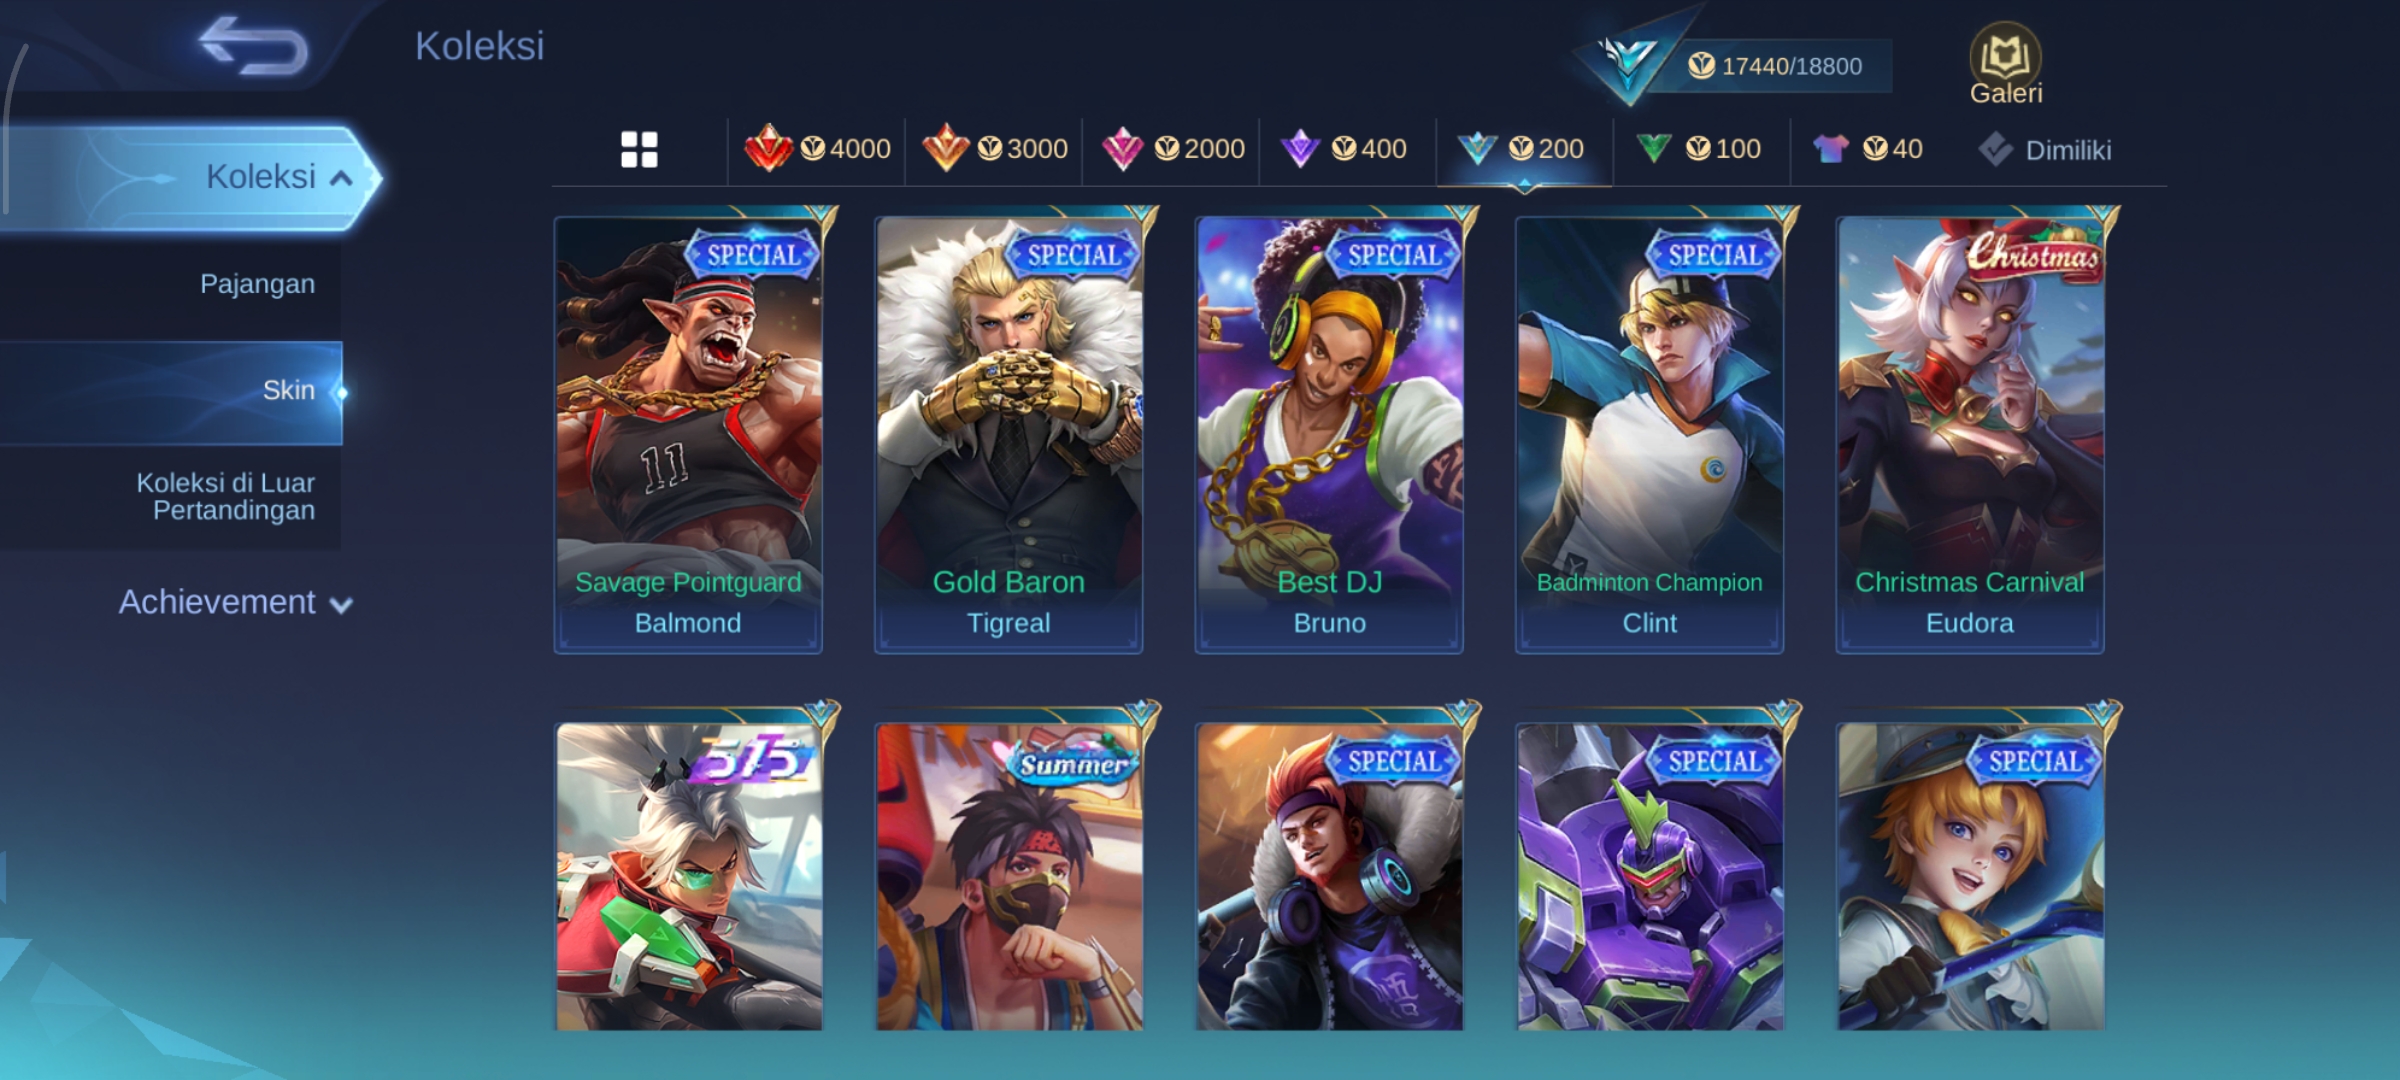 Koleksi
17440/18800
Galeri
4000
3000
2000
400
200
100
40
Dimiliki
Koleksi
Pajangan
Skin
Koleksi di Luar
Pertandingan
Achievement
SPECIAL
SPECIAL
SPECIAL
SPECIAL
Christmas
11
Savage Pointguard
Gold Baron
Best DJ
Badminton Champion
Christmas Carnival
Balmond
Tigreal
Bruno
Clint
Eudora
515
Summer
SPECIAL
SPECIAL
SPECIAL